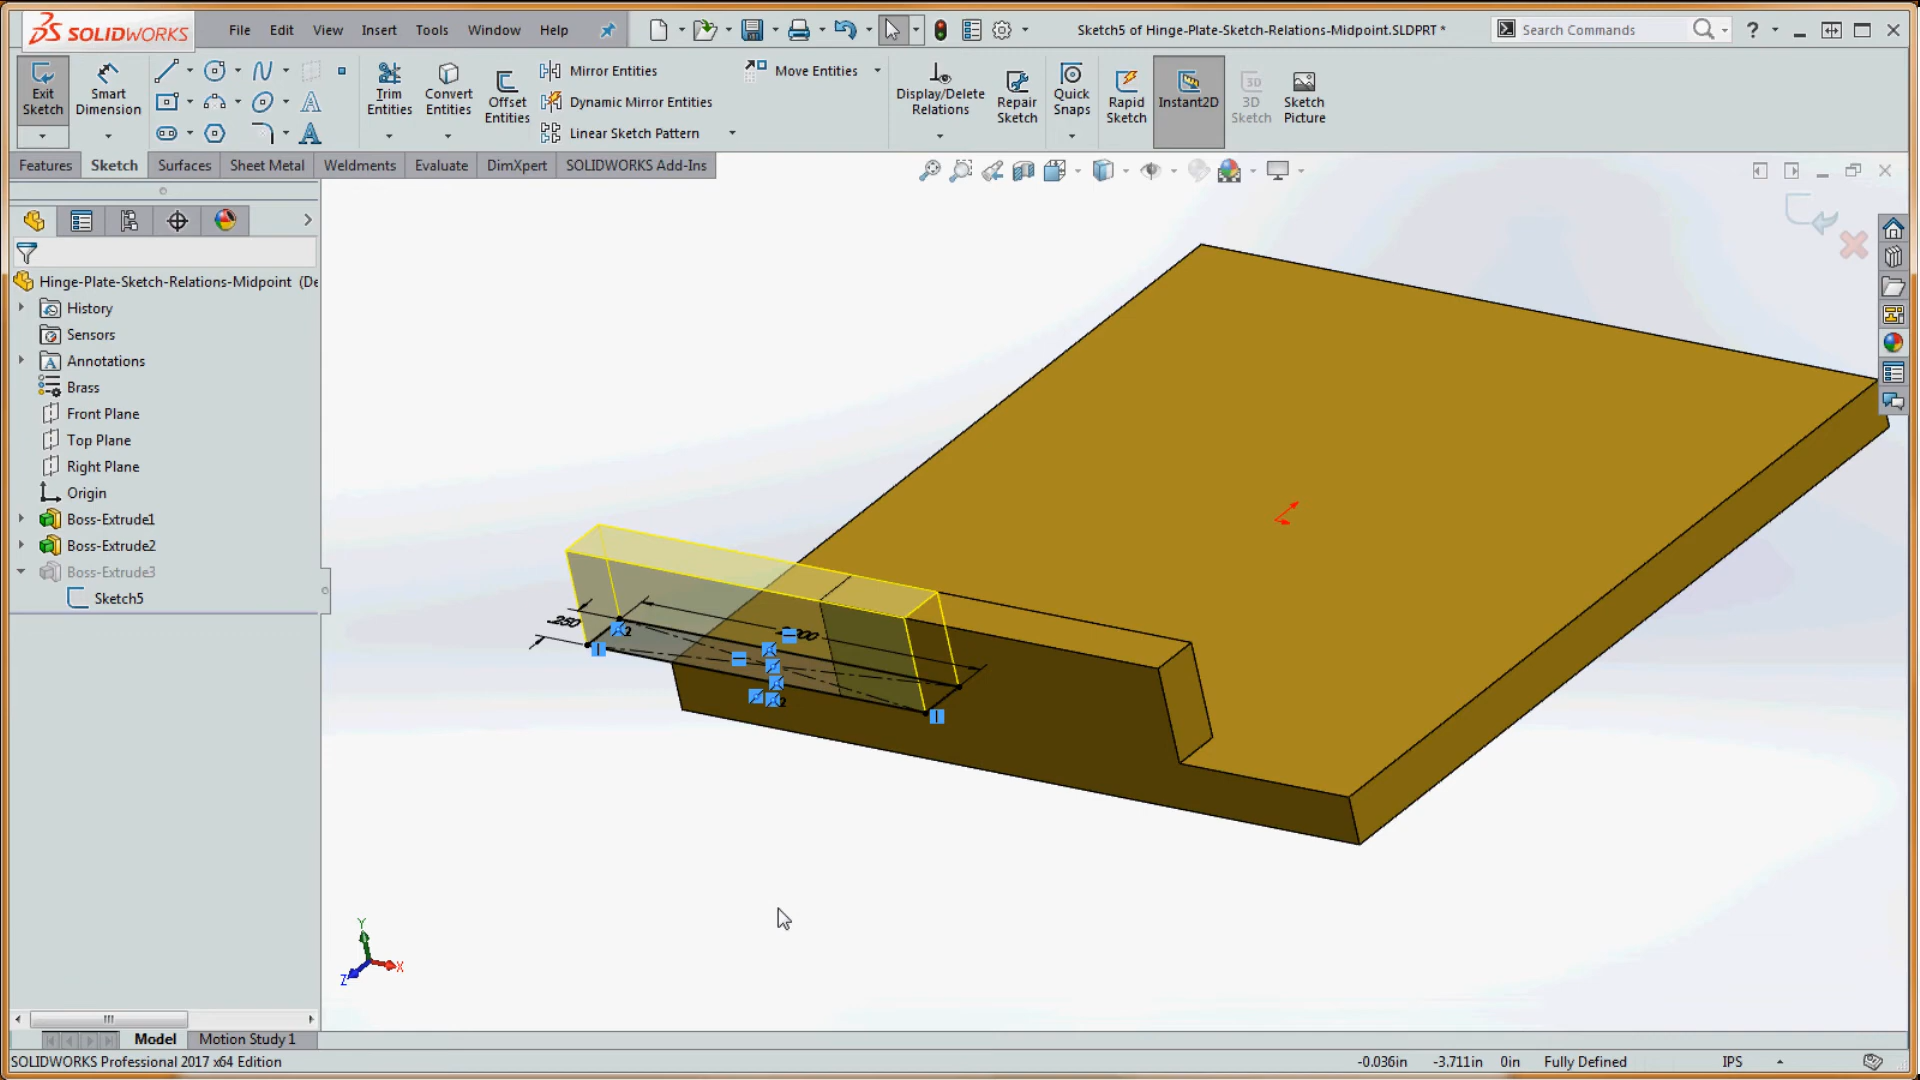 SOLIDWORKS
File Edit View Insert Tools Window Help
Sketch5 of Hinge-Plate-Sketch-Relations-Midpoint.SLDPRT *
Search Commands
Exit Sketch
Smart Dimension
Trim Entities
Convert Entities
Offset Entities
Mirror Entities
Dynamic Mirror Entities
Linear Sketch Pattern
Move Entities
Display/Delete Relations
Repair Sketch
Quick Snaps
Rapid Sketch
Instant2D
3D Sketch
Sketch Picture
Features Sketch Surfaces Sheet Metal Weldments Evaluate DimXpert SOLIDWORKS Add-Ins
Hinge-Plate-Sketch-Relations-Midpoint (De
History
Sensors
Annotations
Brass
Front Plane
Top Plane
Right Plane
Origin
Boss-Extrude1
Boss-Extrude2
Boss-Extrude3
Sketch5
.250
2
2
Y
X
Z
Model Motion Study 1
SOLIDWORKS Professional 2017 x64 Edition
-0.036in -3.711in 0in Fully Defined IPS